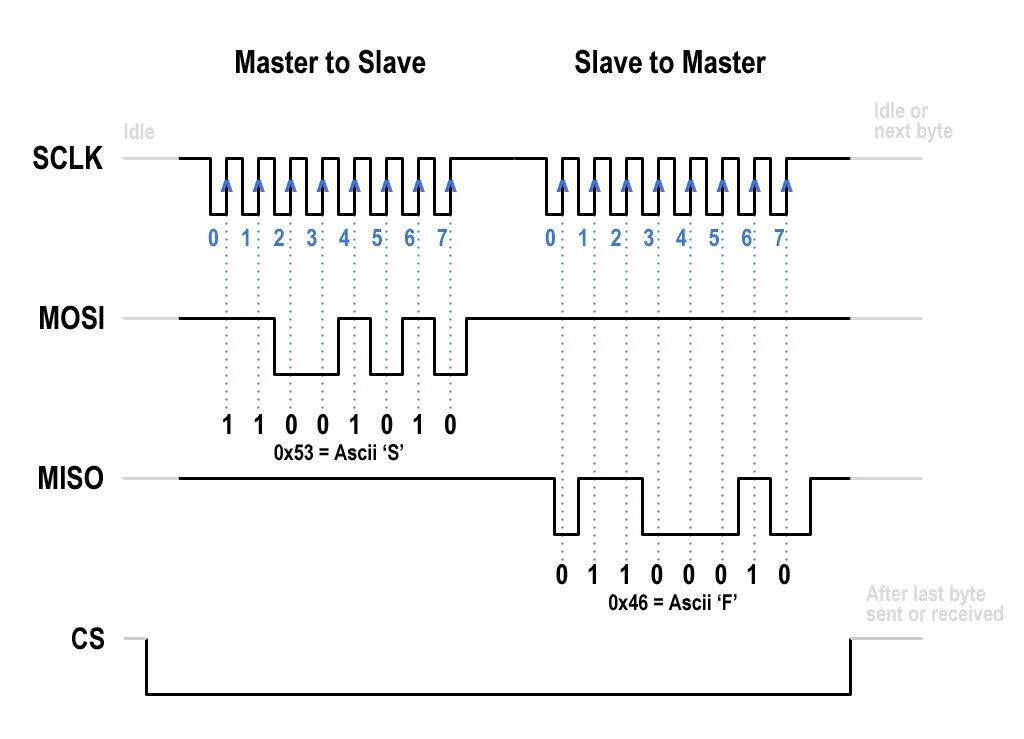 Master to Slave Slave to Master
Idle
Idle or
next byte
SCLK
0 1 2 3 4 5 6 7 0 1 2 3 4 5 6 7
MOSI
1 1 0 0 1 0 1 0
0x53 = Ascii ‘S’
MISO
0 1 1 0 0 0 1 0
0x46 = Ascii ‘F’
After last byte
sent or received
CS